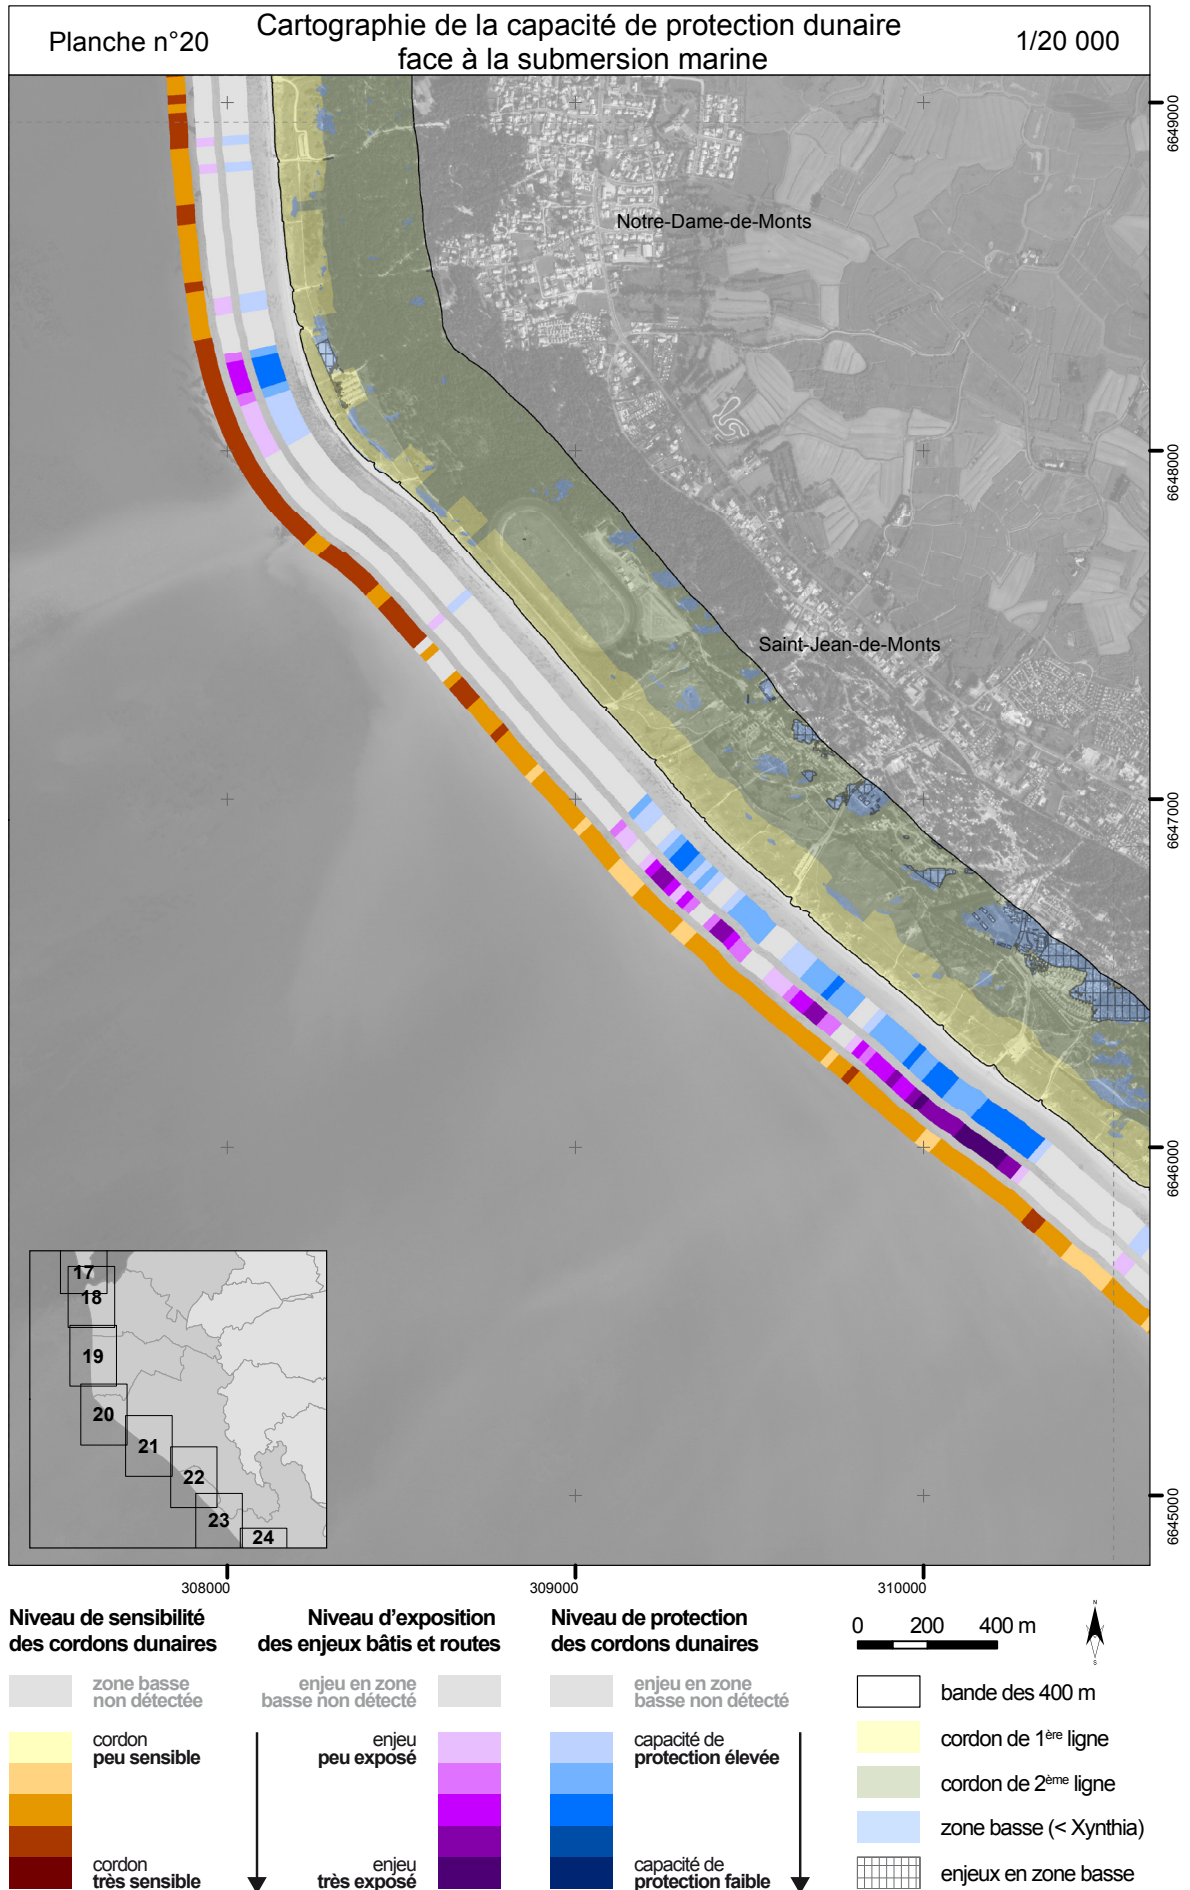 Planche n°20
Cartographie de la capacité de protection dunaire
face à la submersion marine
1/20 000
6649000
Notre-Dame-de-Monts
6648000
Saint-Jean-de-Monts
6647000
6646000
17
18
19
20
21
22
23
24
6645000
308000
309000
310000
Niveau de sensibilité
des cordons dunaires
zone basse
non détectée
cordon
peu sensible
cordon
très sensible
Niveau d'exposition
des enjeux bâtis et routes
enjeu en zone
basse non détecté
enjeu
peu exposé
enjeu
très exposé
Niveau de protection
des cordons dunaires
enjeu en zone
basse non détecté
capacité de
protection élevée
capacité de
protection faible
0 200 400 m
N
S
bande des 400 m
cordon de 1ère ligne
cordon de 2ème ligne
zone basse (< Xynthia)
enjeux en zone basse